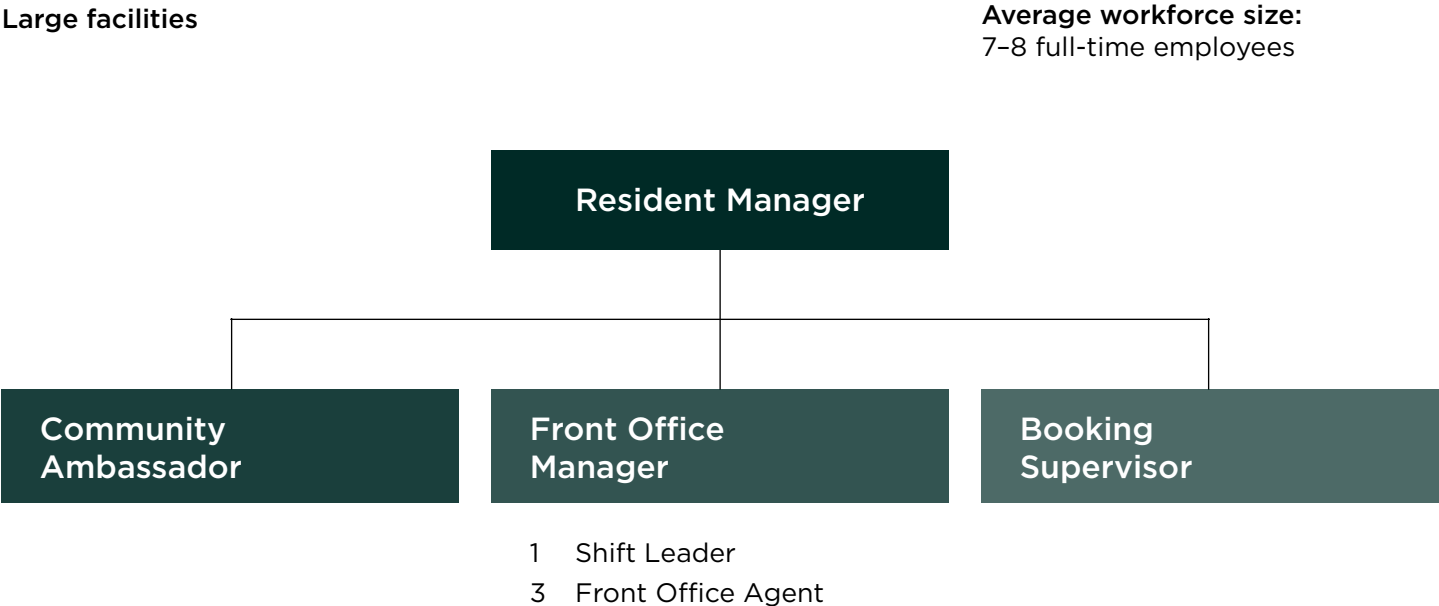 Large facilities
Average workforce size:
7–8 full-time employees
Resident Manager
Community
Ambassador
Front Office
Manager
Booking
Supervisor
1 Shift Leader
3 Front Office Agent